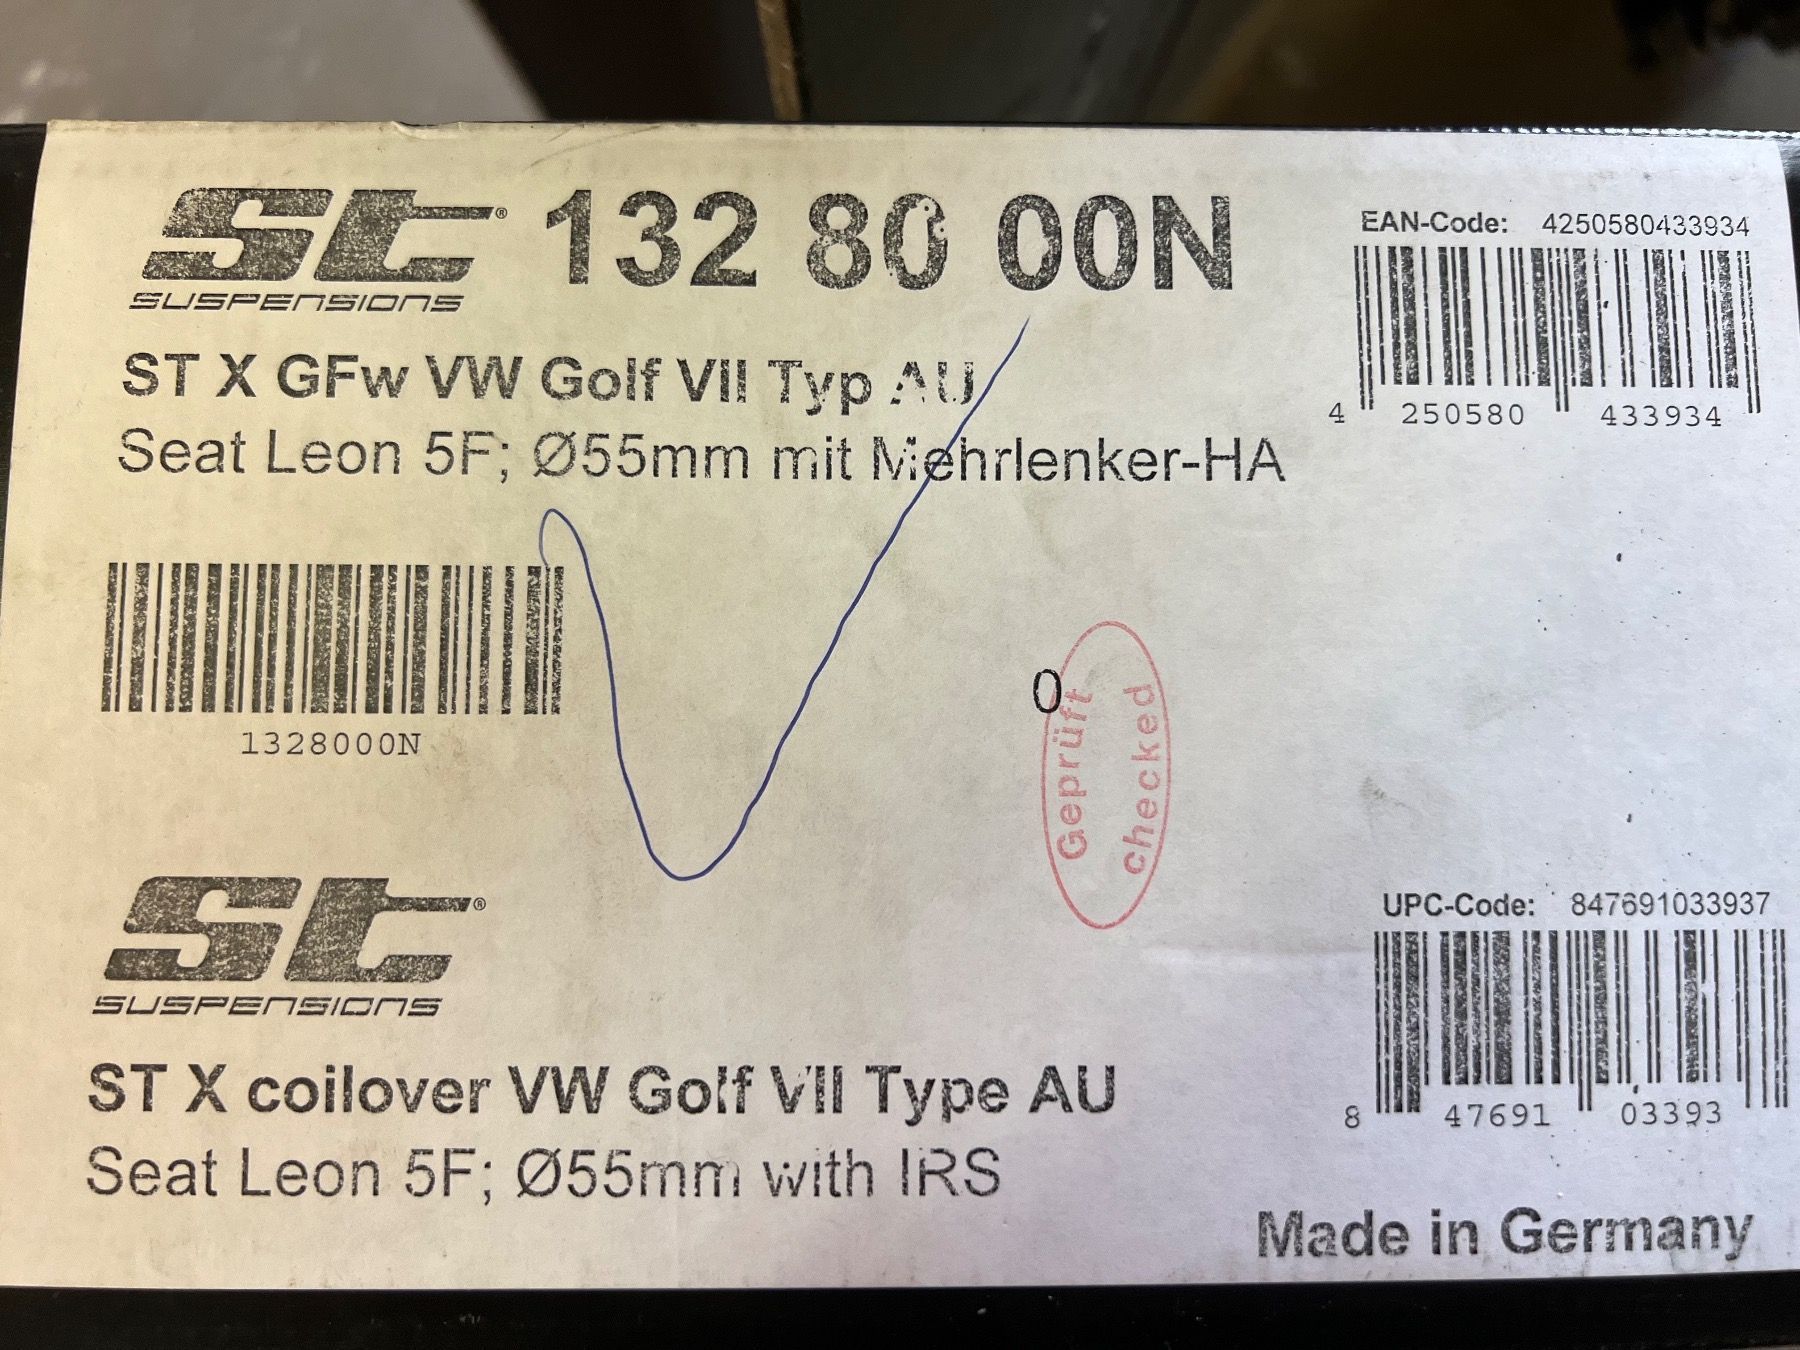 ST® 132 80 00N
SUSPENSIONS
ST X GFw VW Golf VII Typ AU
Seat Leon 5F; Ø55mm mit Mehrlenker-HA
EAN-Code: 4250580433934
4 250580 433934
1328000N
0
Geprüft
checked
ST®
SUSPENSIONS
UPC-Code: 847691033937
8 47691 03393
ST X coilover VW Golf VII Type AU
Seat Leon 5F; Ø55mm with IRS
Made in Germany